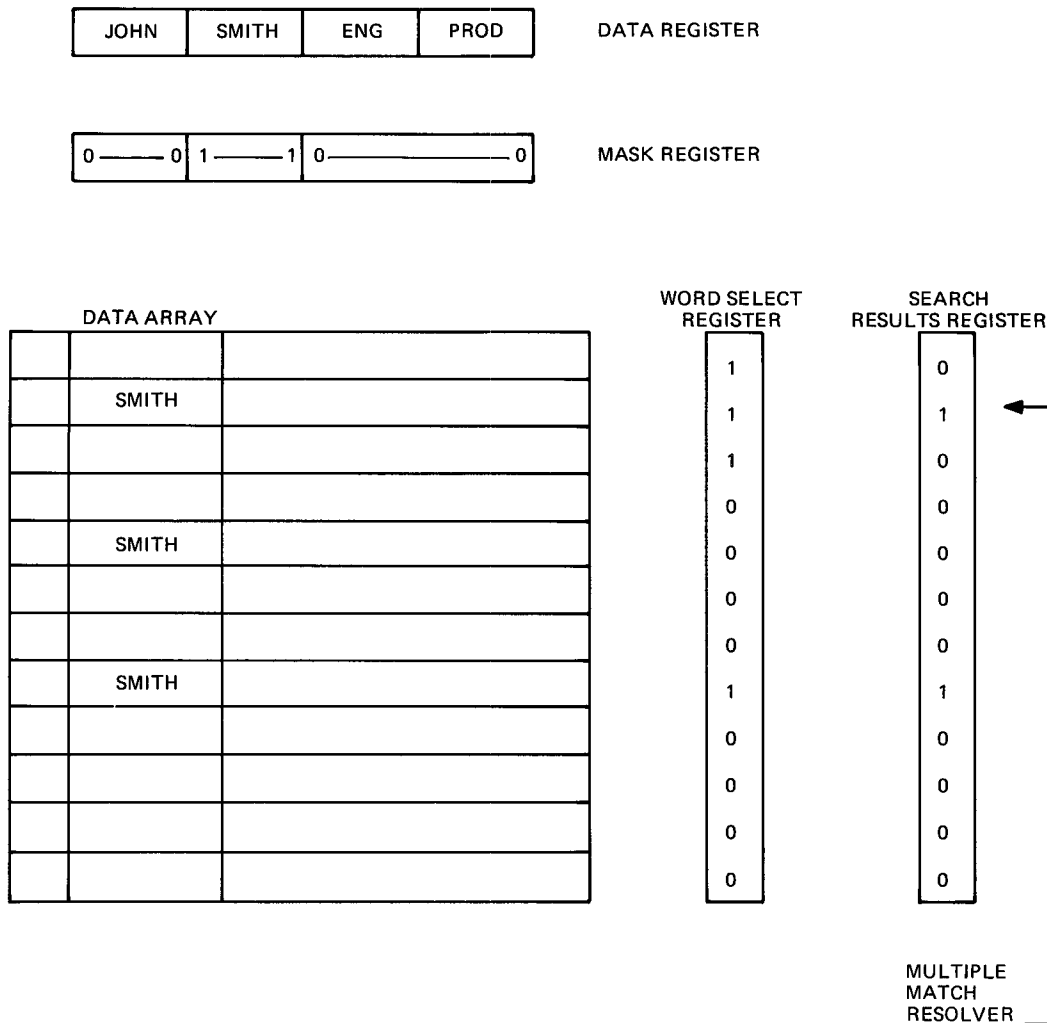 JOHN SMITH ENG PROD DATA REGISTER
0 0 1 1 0 0 MASK REGISTER
DATA ARRAY
WORD SELECT
REGISTER
SEARCH
RESULTS REGISTER
1 0
SMITH 1 1
1 0
0 0
SMITH 0 0
0 0
0 0
SMITH 1 1
0 0
0 0
0 0
0 0
MULTIPLE
MATCH
RESOLVER